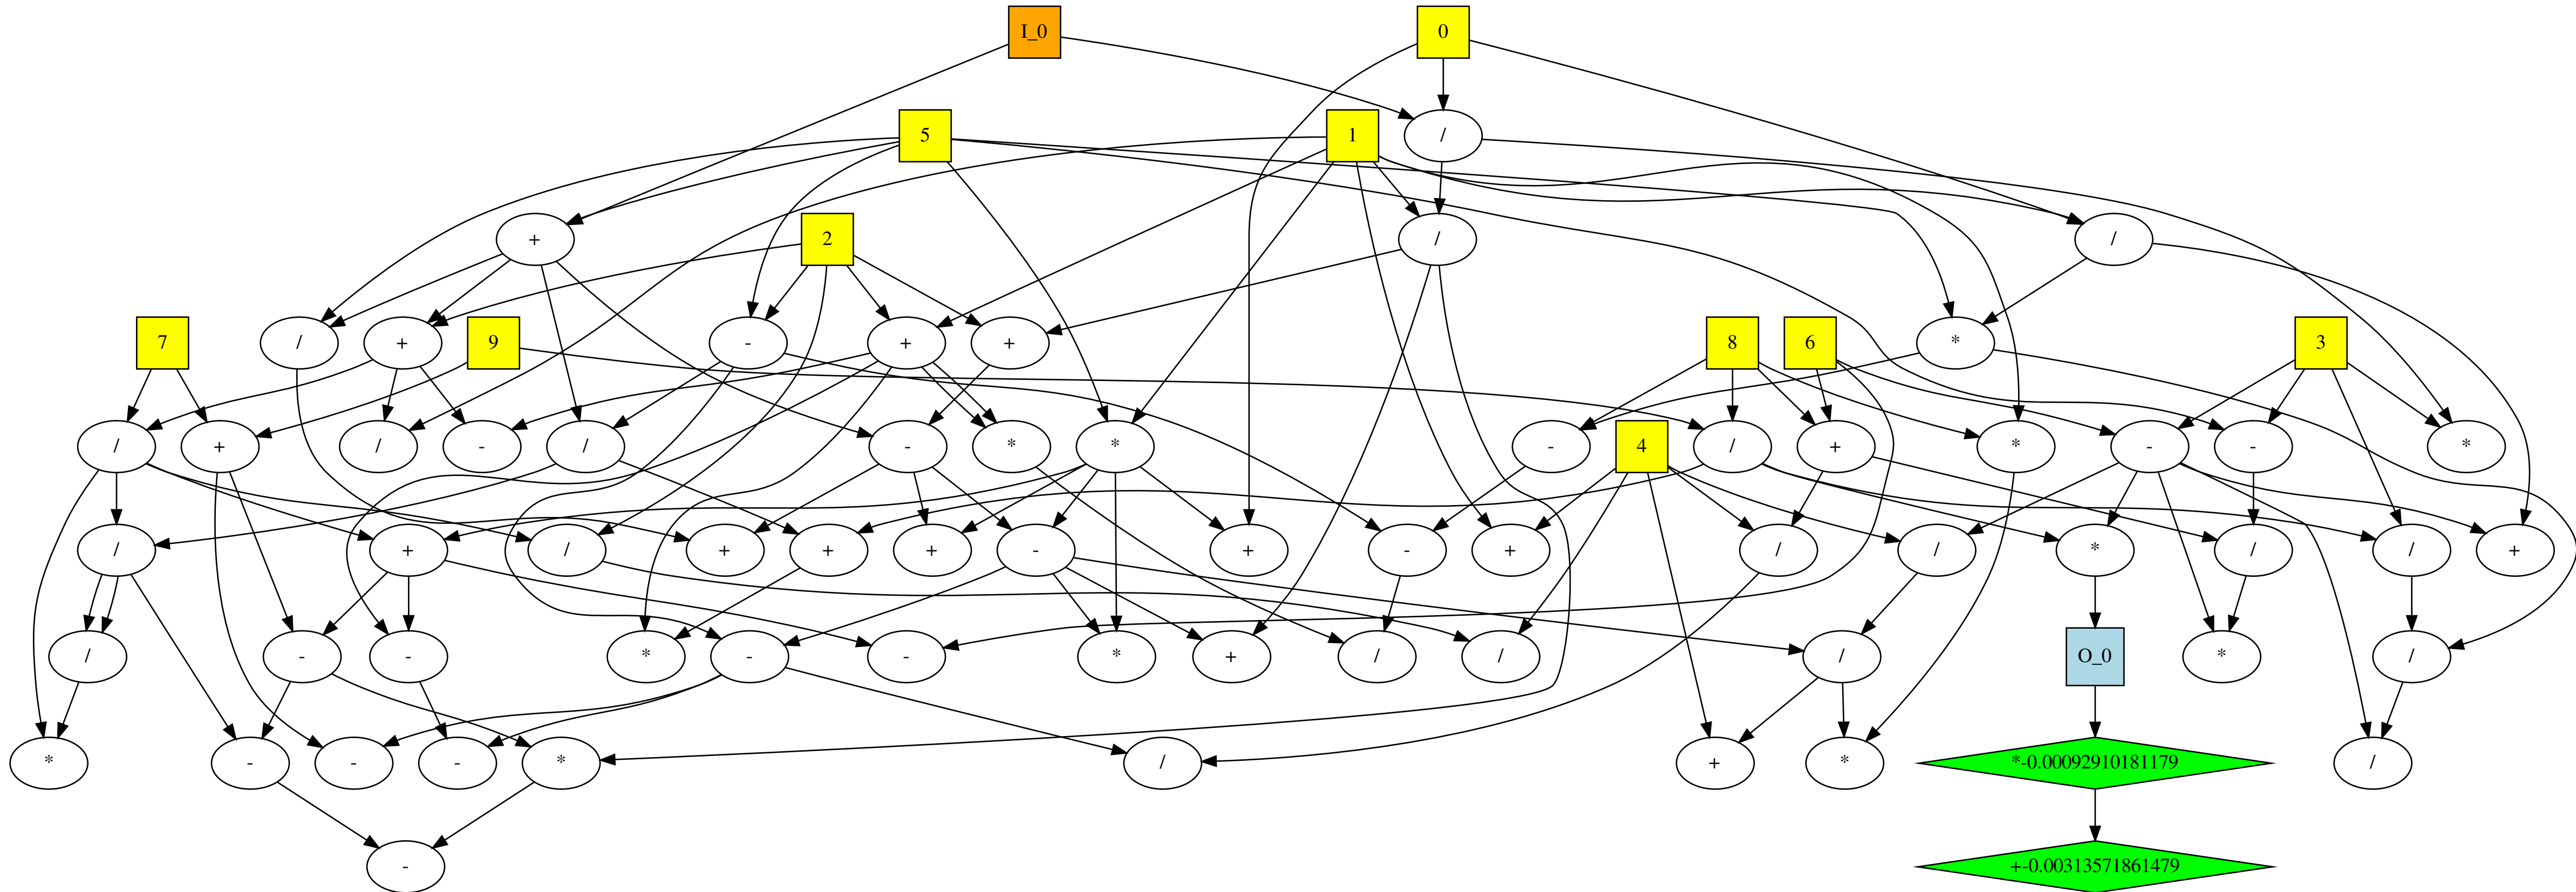 I_0 0
5 1 /
+ 2 / /
7 / + 9 - + + 8 6 * 3
/ + / - / - * * - / + * - - *
/ + / + + + - + - + 4 / / * / / +
/ - - * - - * + / / / O_0 * /
* - - - * / + * *-0.00092910181179 /
- +-0.00313571861479